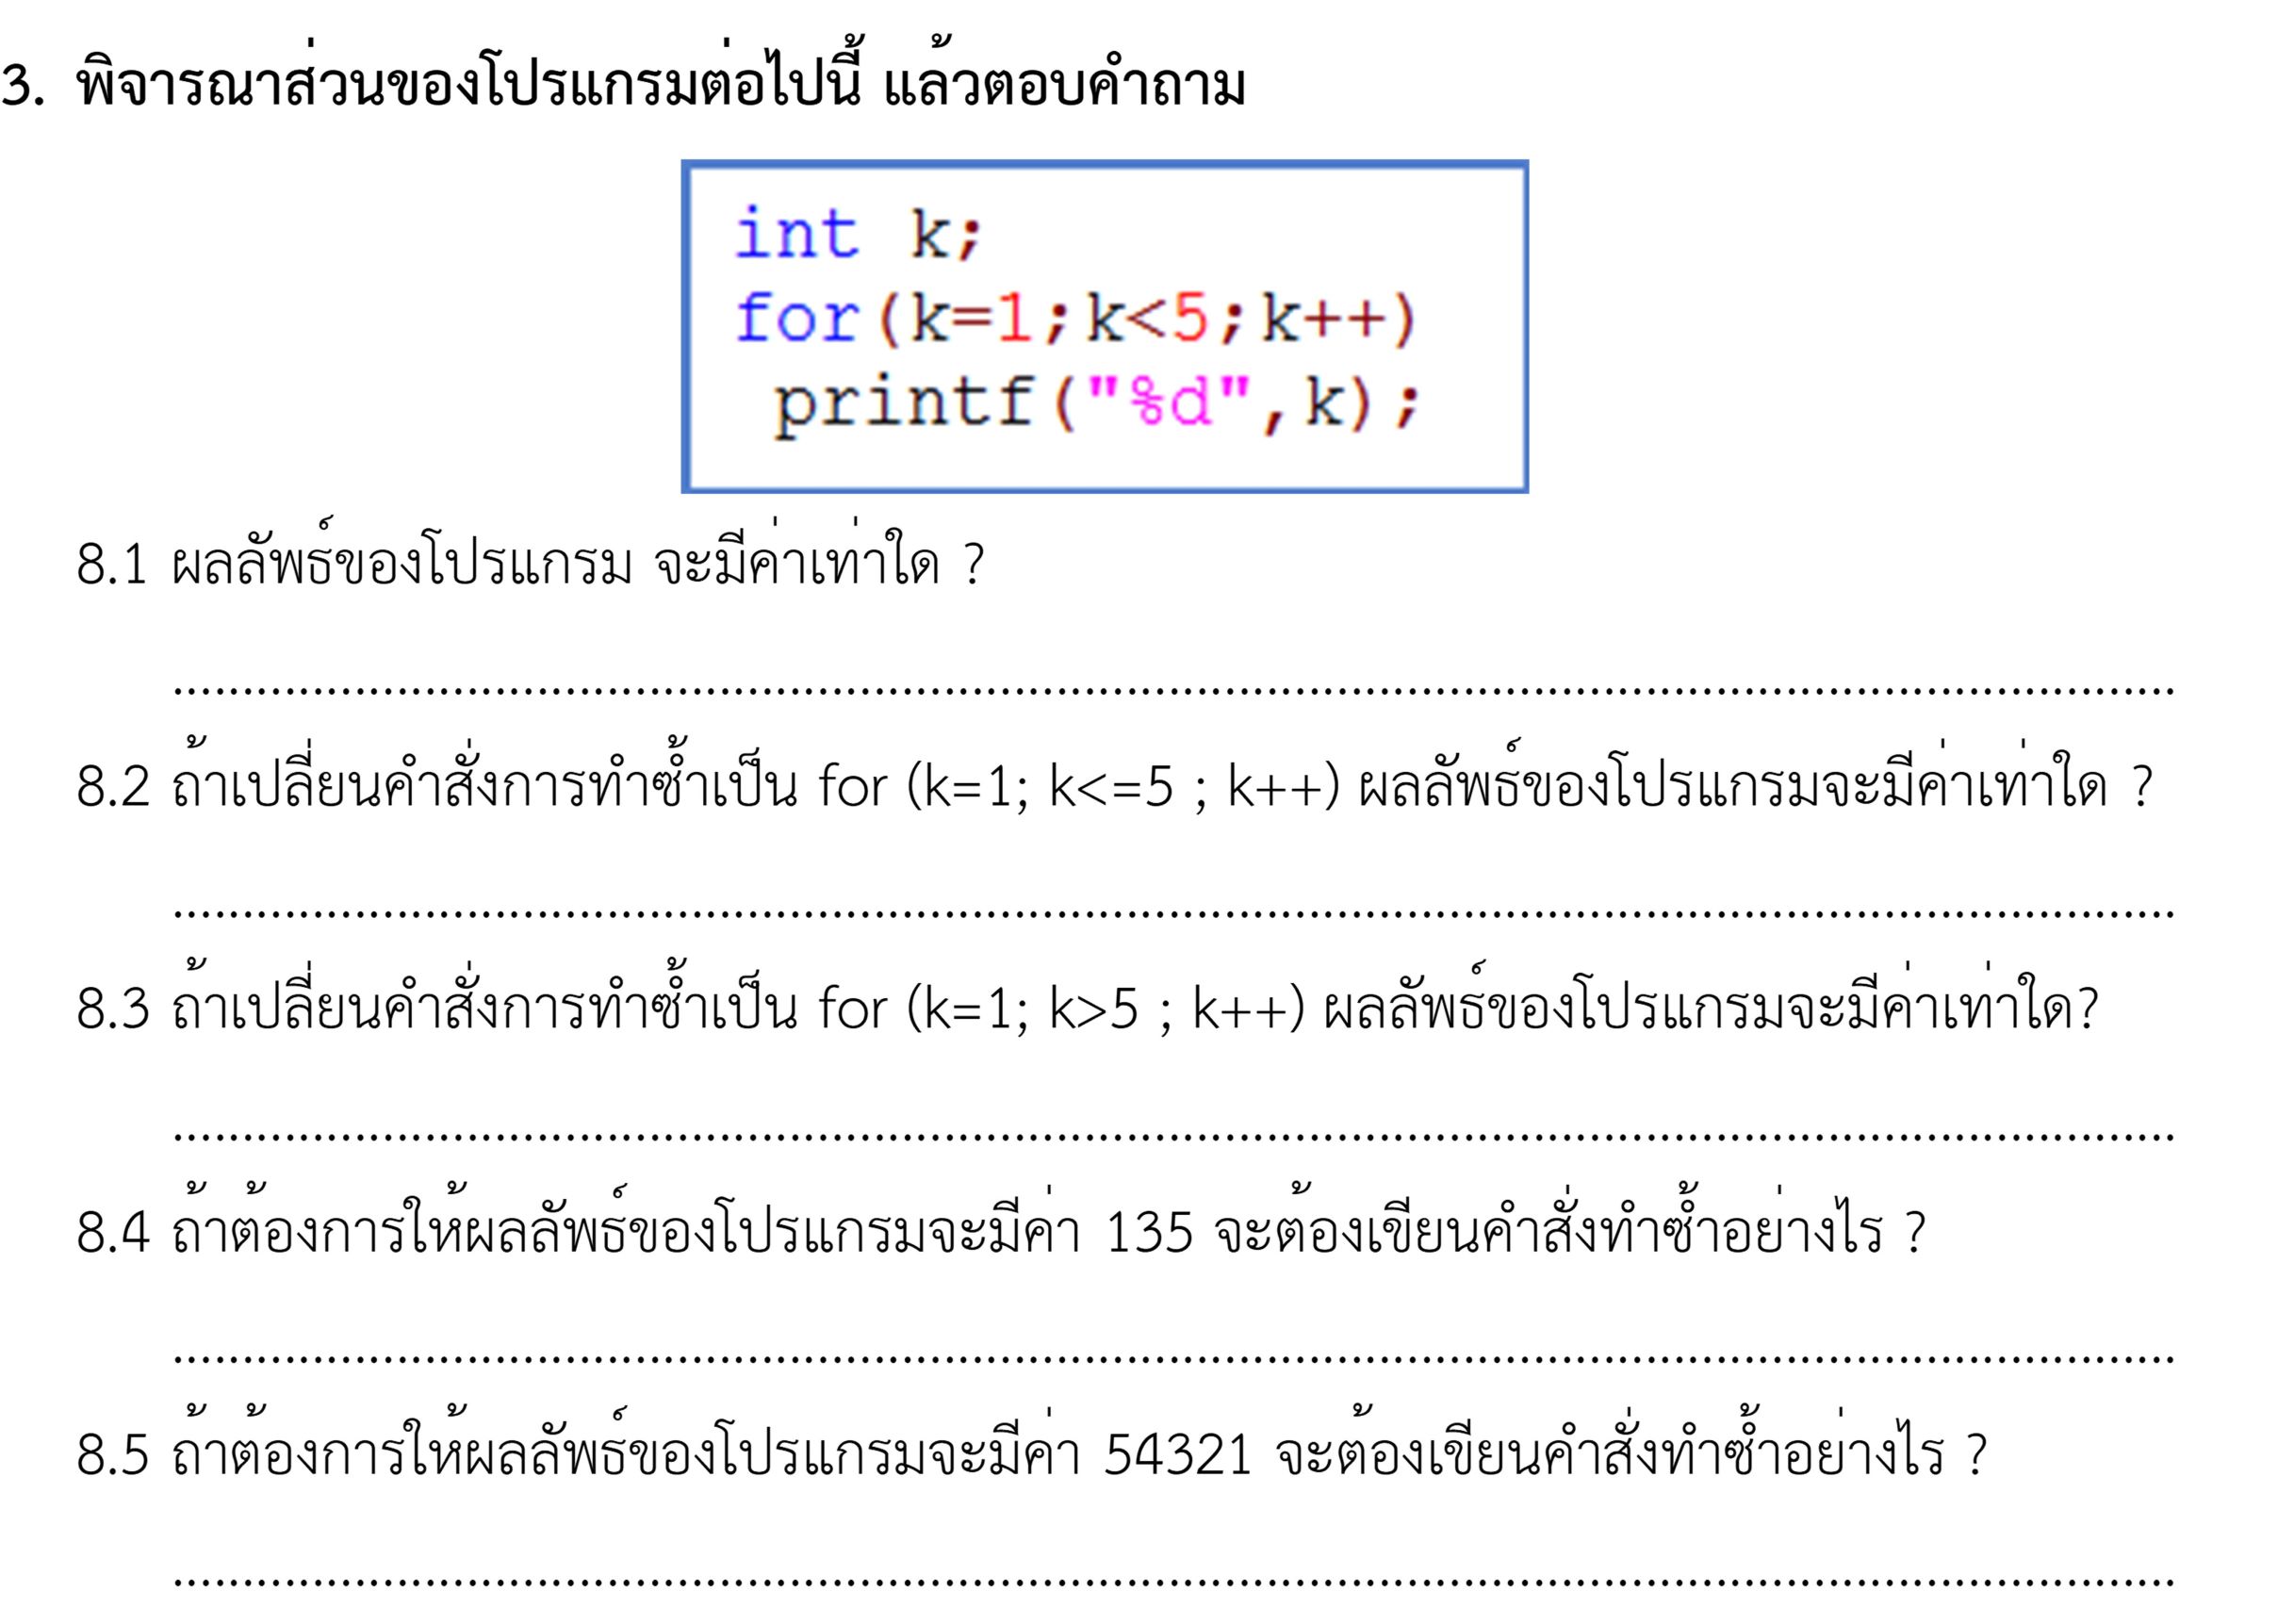 3. พิจารณาส่วนของโปรแกรมต่อไปนี้ แล้วตอบคำถาม
int k;
for(k=1;k<5;k++)
printf("%d",k);
8.1 ผลลัพธ์ของโปรแกรม จะมีค่าเท่าใด ?
................................................................................
8.2 ถ้าเปลี่ยนคำสั่งการทำซ้ำเป็น for (k=1; k<=5 ; k++) ผลลัพธ์ของโปรแกรมจะมีค่าเท่าใด ?
................................................................................
8.3 ถ้าเปลี่ยนคำสั่งการทำซ้ำเป็น for (k=1; k>5 ; k++) ผลลัพธ์ของโปรแกรมจะมีค่าเท่าใด?
................................................................................
8.4 ถ้าต้องการให้ผลลัพธ์ของโปรแกรมจะมีค่า 135 จะต้องเขียนคำสั่งทำซ้ำอย่างไร ?
................................................................................
8.5 ถ้าต้องการให้ผลลัพธ์ของโปรแกรมจะมีค่า 54321 จะต้องเขียนคำสั่งทำซ้ำอย่างไร ?
................................................................................